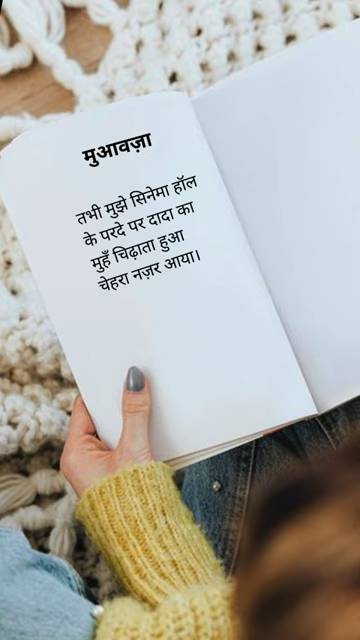 मुआवज़ा
तभी मुझे सिनेमा हॉल
के परदे पर दादा का
मुहँ चिढ़ाता हुआ
चेहरा नज़र आया।